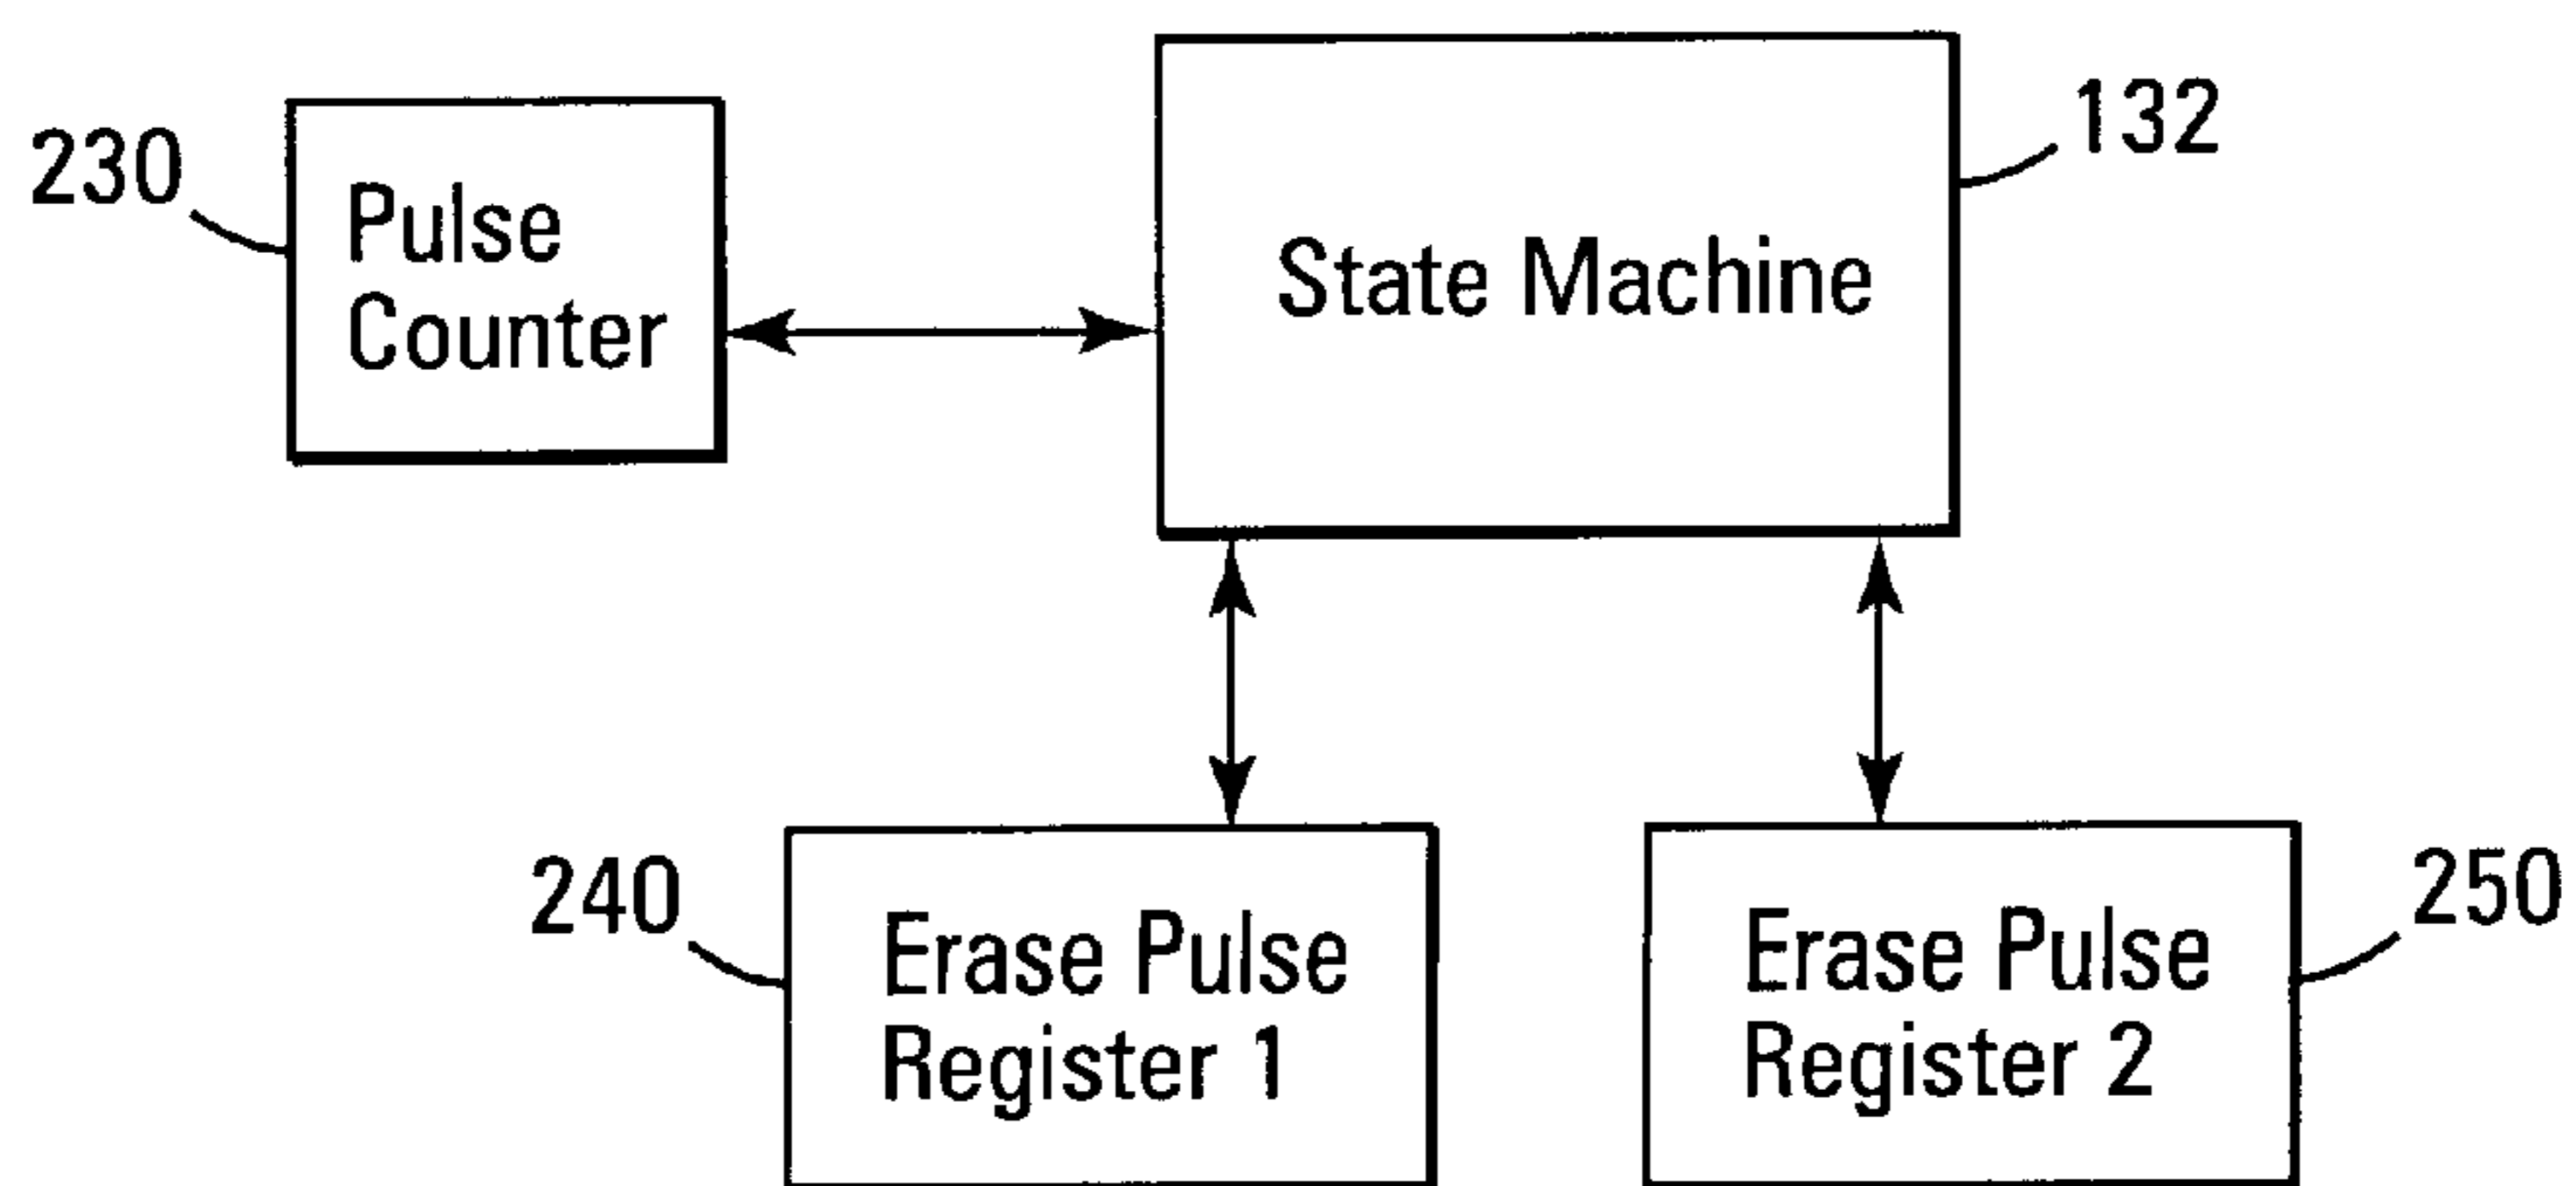 132
230
Pulse
Counter
State Machine
240
Erase Pulse
Register 1
Erase Pulse
Register 2
250